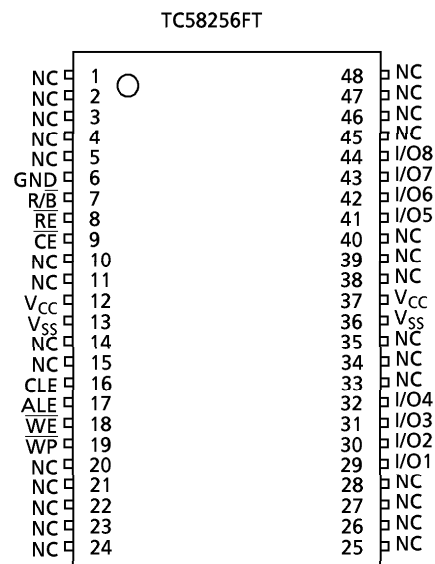 TC58256FT
NC 1 48 NC
NC 2 47 NC
NC 3 46 NC
NC 4 45 NC
NC 5 44 I/O8
GND 6 43 I/O7
R/B̅ 7 42 I/O6
R̅E̅ 8 41 I/O5
C̅E̅ 9 40 NC
NC 10 39 NC
NC 11 38 NC
VCC 12 37 VCC
VSS 13 36 VSS
NC 14 35 NC
NC 15 34 NC
CLE 16 33 NC
ALE 17 32 I/O4
W̅E̅ 18 31 I/O3
W̅P̅ 19 30 I/O2
NC 20 29 I/O1
NC 21 28 NC
NC 22 27 NC
NC 23 26 NC
NC 24 25 NC